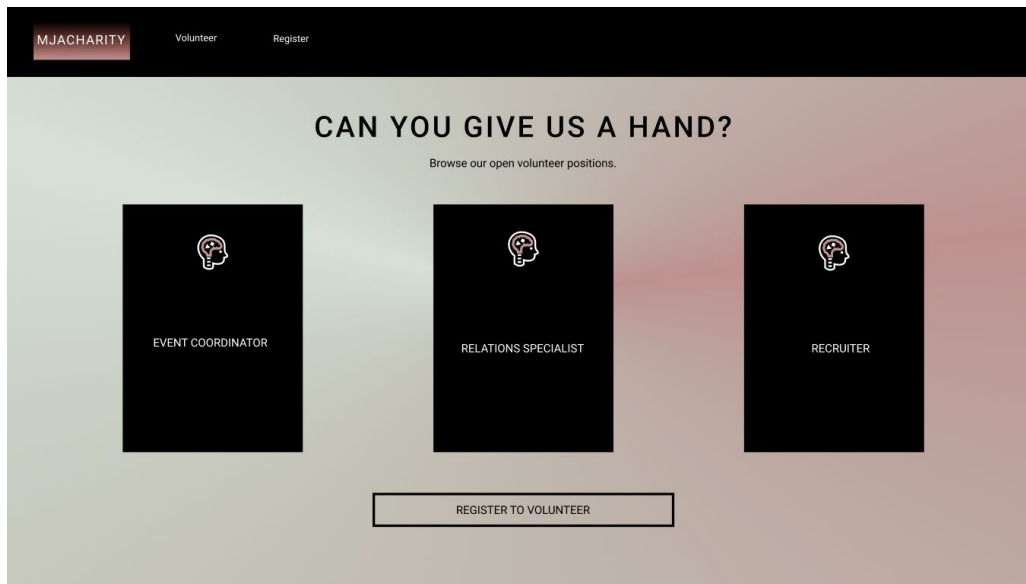 MJACHARITY
Volunteer
Register
CAN YOU GIVE US A HAND?
Browse our open volunteer positions.
EVENT COORDINATOR
RELATIONS SPECIALIST
RECRUITER
REGISTER TO VOLUNTEER